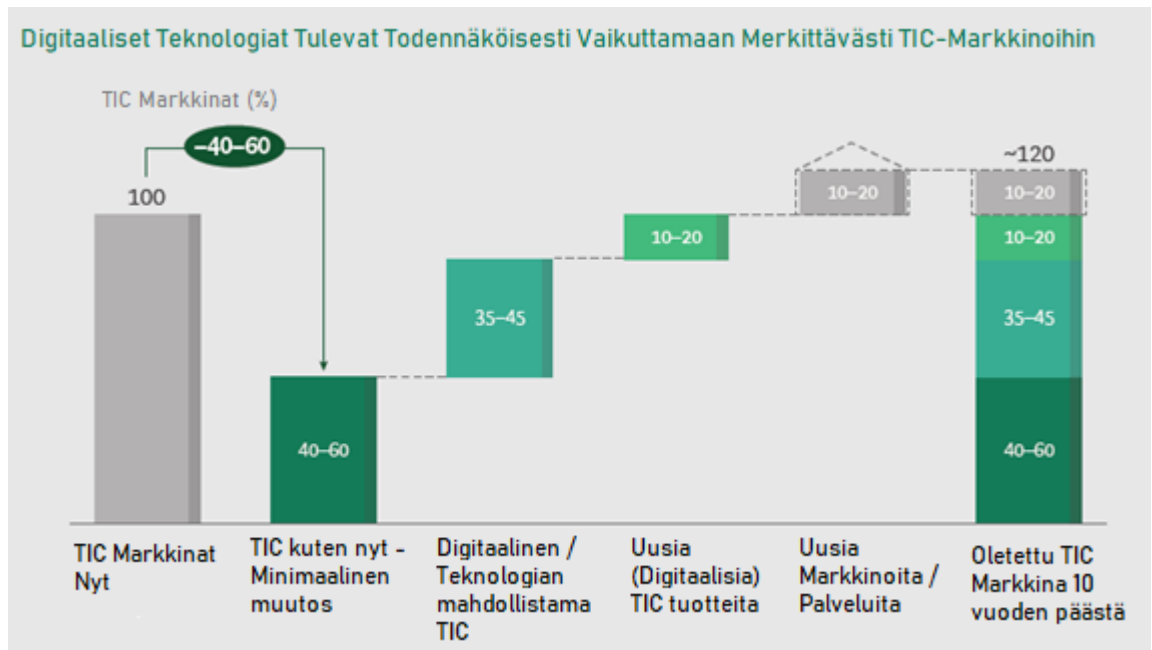 Digitaaliset Teknologiat Tulevat Todennäköisesti Vaikuttamaan Merkittävästi TIC-Markkinoihin
TIC Markkinat (%)
–40–60
100
40–60
35–45
10–20
10–20
~120
10–20
10–20
35–45
40–60
TIC Markkinat
Nyt
TIC kuten nyt -
Minimaalinen
muutos
Digitaalinen /
Teknologian
mahdollistama
TIC
Uusia
(Digitaalisia)
TIC tuotteita
Uusia
Markkinoita /
Palveluita
Oletettu TIC
Markkina 10
vuoden päästä